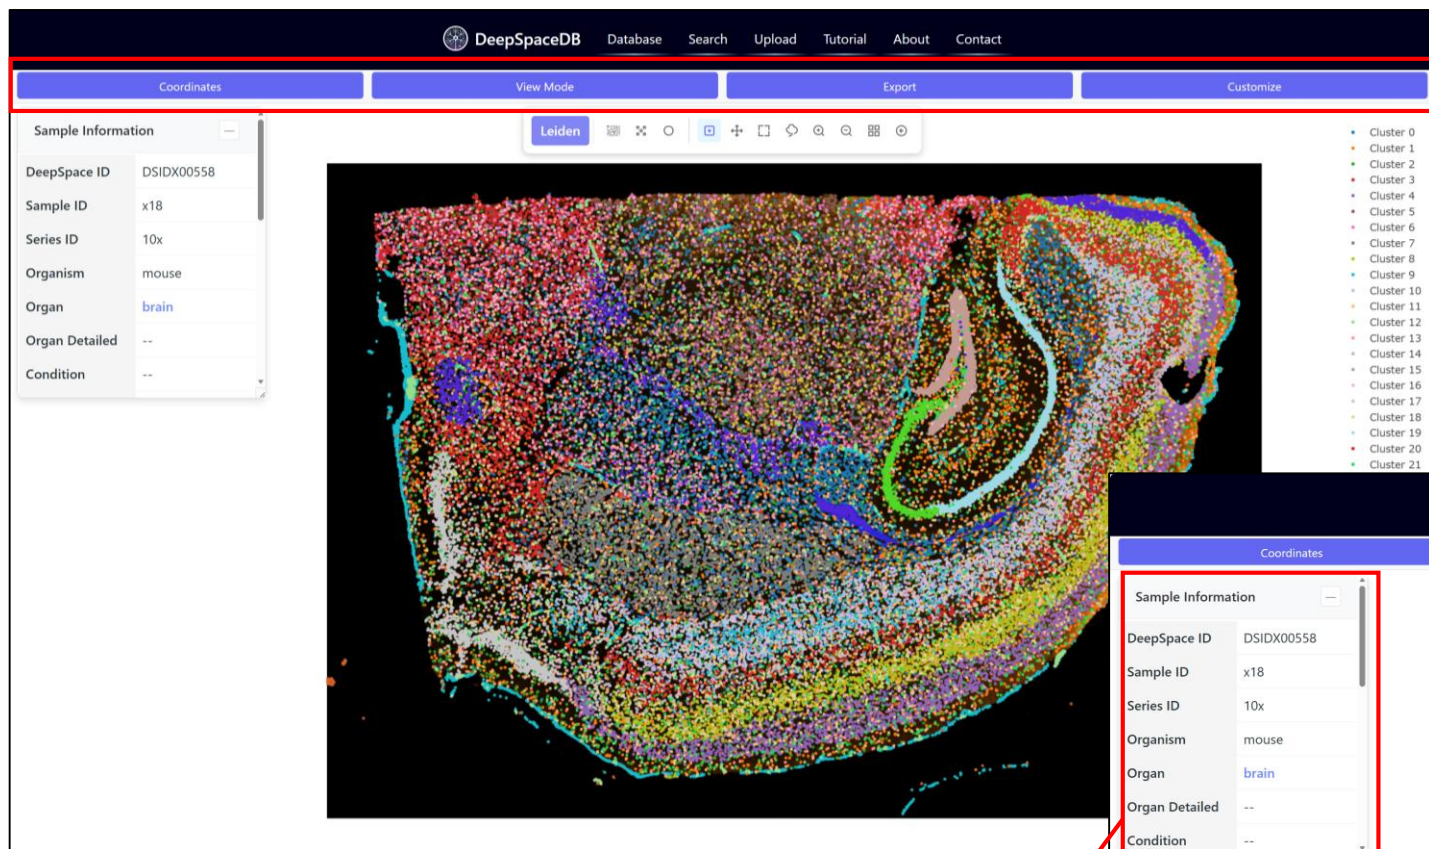 DeepSpaceDB Database Search Upload Tutorial About Contact
Coordinates View Mode Export Customize
Leiden
Sample Information
DeepSpace ID DSIDX00558
Sample ID x18
Series ID 10x
Organism mouse
Organ brain
Organ Detailed --
Condition --
Cluster 0
Cluster 1
Cluster 2
Cluster 3
Cluster 4
Cluster 5
Cluster 6
Cluster 7
Cluster 8
Cluster 9
Cluster 10
Cluster 11
Cluster 12
Cluster 13
Cluster 14
Cluster 15
Cluster 16
Cluster 17
Cluster 18
Cluster 19
Cluster 20
Cluster 21
Coordinates
Sample Information
DeepSpace ID DSIDX00558
Sample ID x18
Series ID 10x
Organism mouse
Organ brain
Organ Detailed --
Condition --